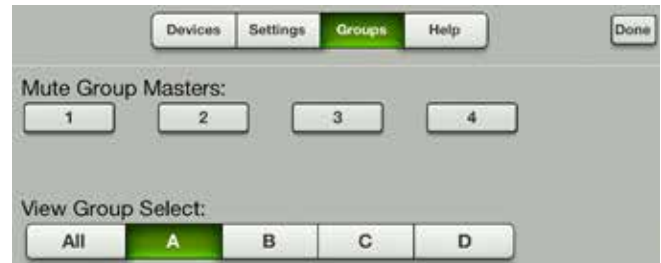 Devices Settings Groups Help Done
Mute Group Masters:
1 2 3 4
View Group Select:
All A B C D